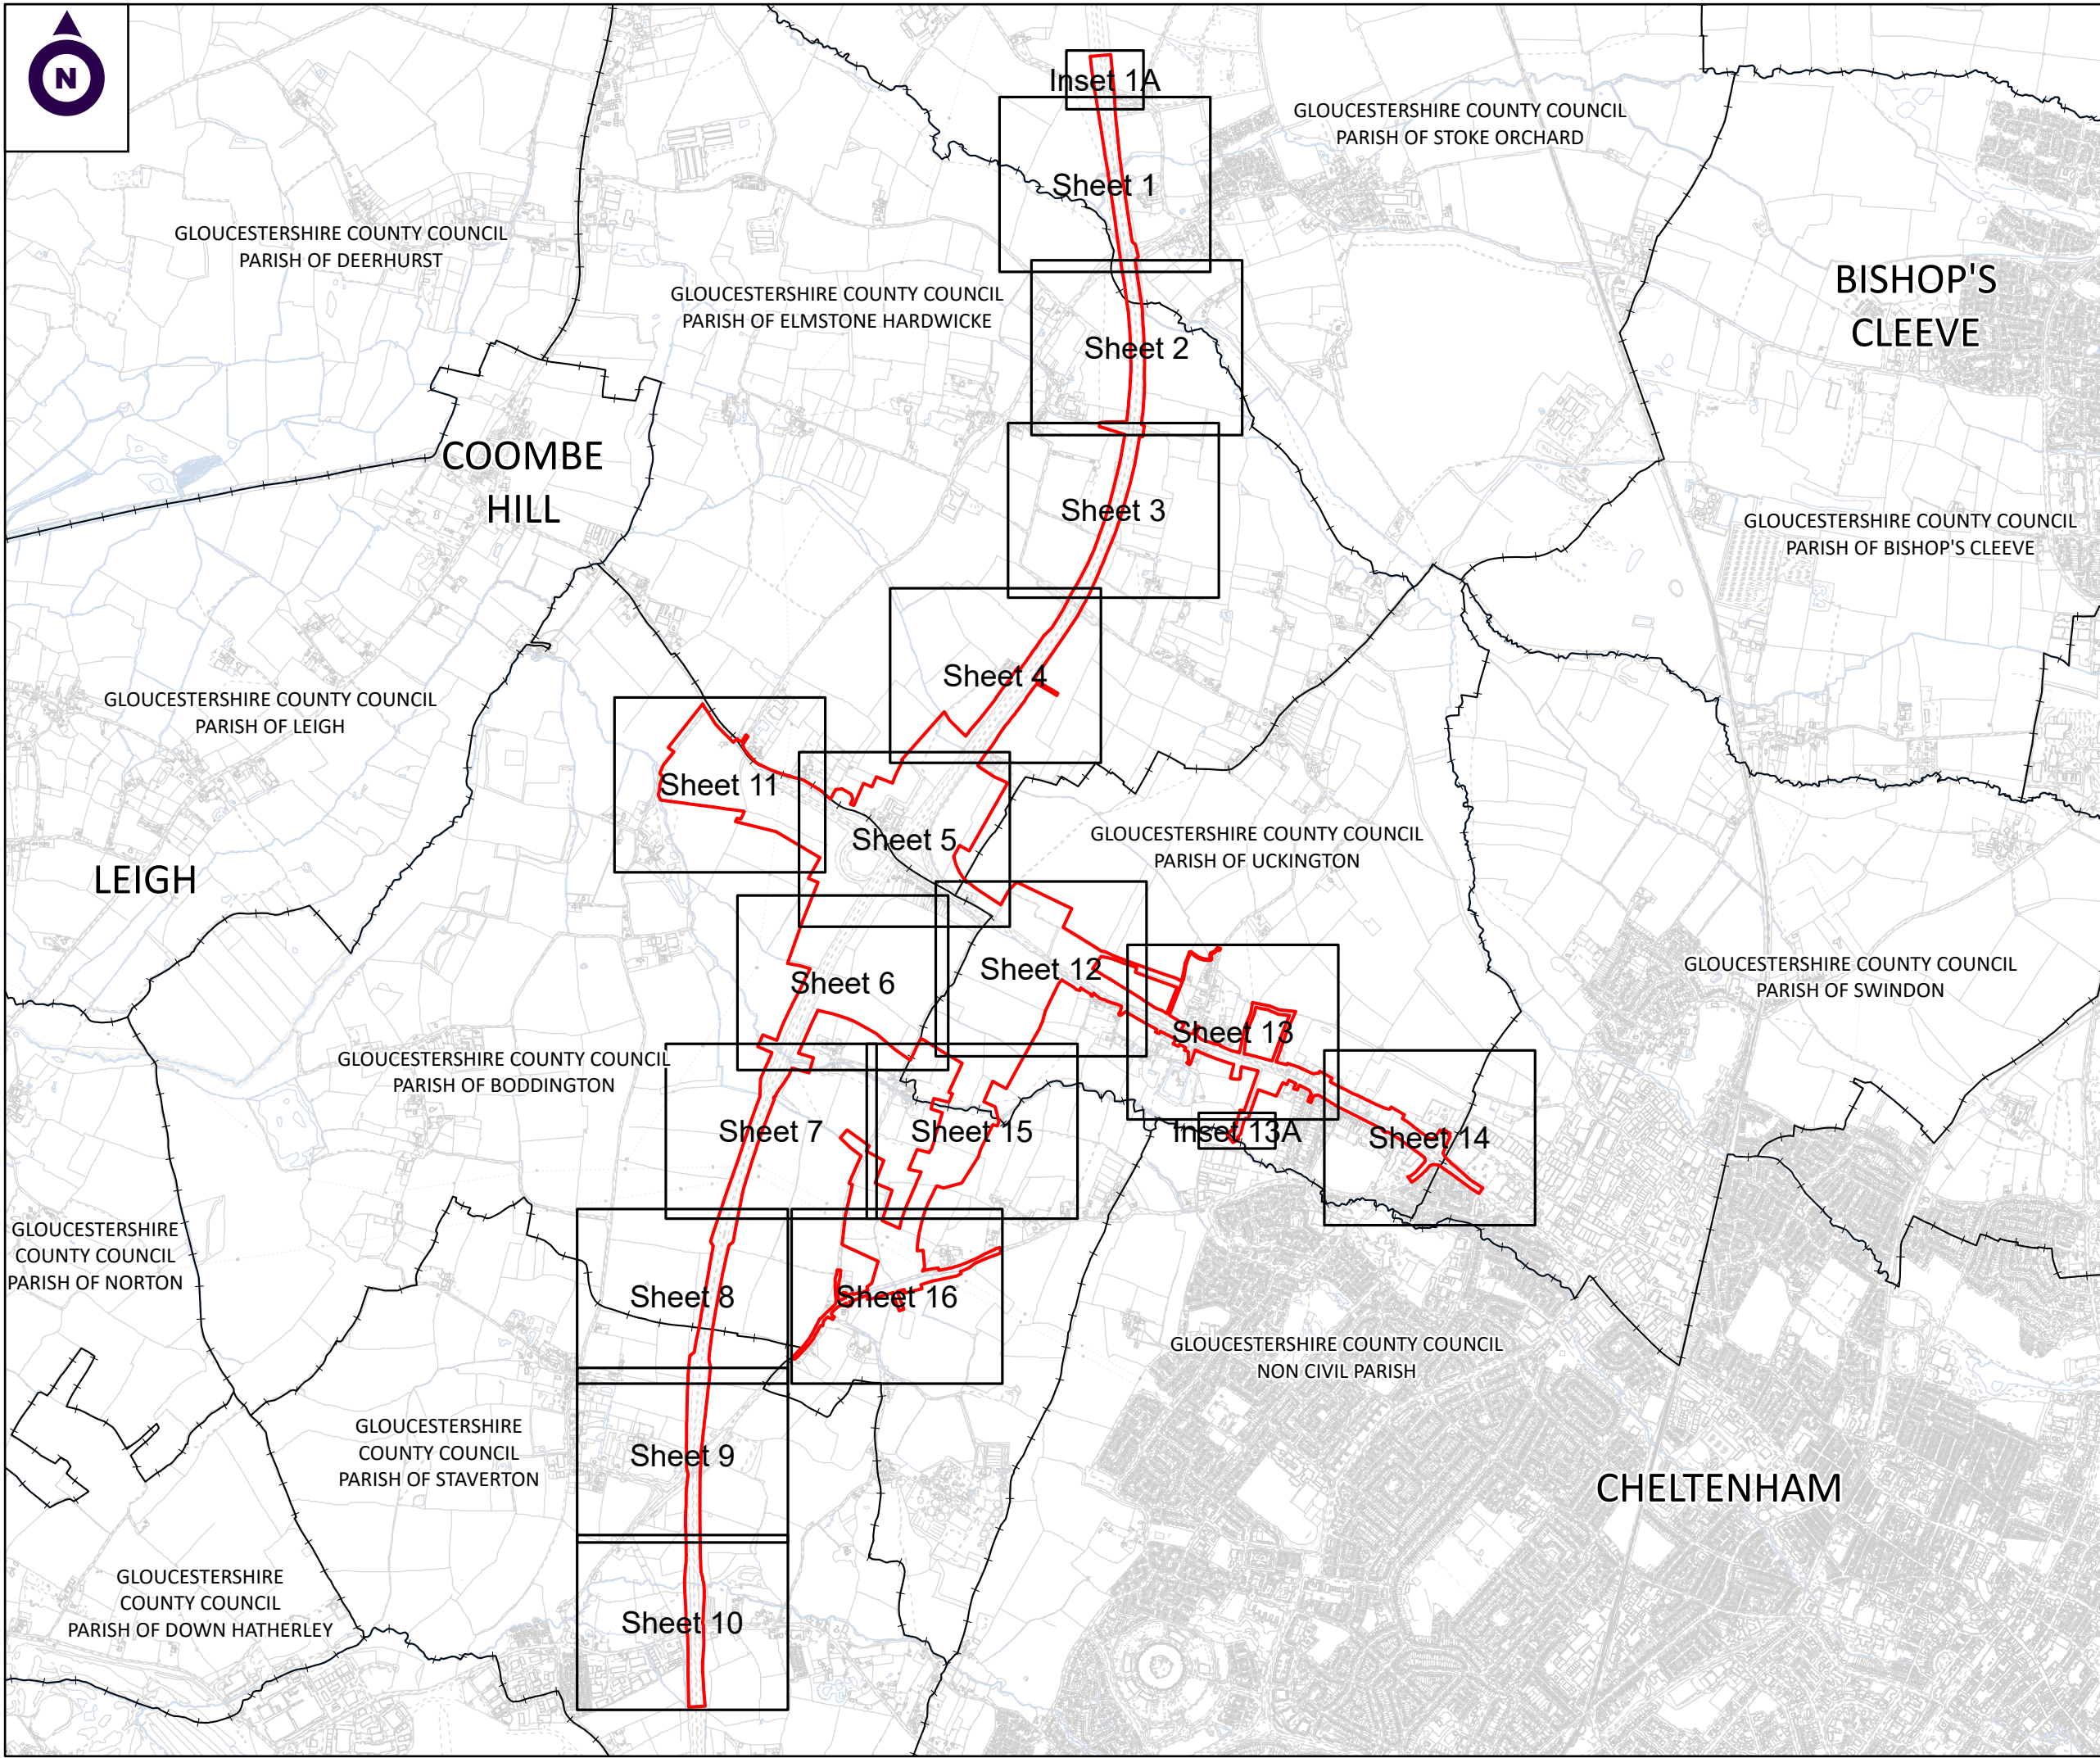 N
Inset 1A
GLOUCESTERSHIRE COUNTY COUNCIL
PARISH OF STOKE ORCHARD
Sheet 1
GLOUCESTERSHIRE COUNTY COUNCIL
PARISH OF DEERHURST
GLOUCESTERSHIRE COUNTY COUNCIL
PARISH OF ELMSTONE HARDWICKE
BISHOP'S
CLEEVE
Sheet 2
COOMBE
HILL
Sheet 3
GLOUCESTERSHIRE COUNTY COUNCIL
PARISH OF BISHOP'S CLEEVE
Sheet 4
GLOUCESTERSHIRE COUNTY COUNCIL
PARISH OF LEIGH
Sheet 11
Sheet 5
GLOUCESTERSHIRE COUNTY COUNCIL
PARISH OF UCKINGTON
LEIGH
Sheet 6
Sheet 12
GLOUCESTERSHIRE COUNTY COUNCIL
PARISH OF SWINDON
Sheet 13
GLOUCESTERSHIRE COUNTY COUNCIL
PARISH OF BODDINGTON
Sheet 7
Sheet 15
Inset 13A
Sheet 14
GLOUCESTERSHIRE
COUNTY COUNCIL
PARISH OF NORTON
Sheet 8
Sheet 16
GLOUCESTERSHIRE COUNTY COUNCIL
NON CIVIL PARISH
GLOUCESTERSHIRE
COUNTY COUNCIL
PARISH OF STAVERTON
Sheet 9
CHELTENHAM
GLOUCESTERSHIRE
COUNTY COUNCIL
PARISH OF DOWN HATHERLEY
Sheet 10